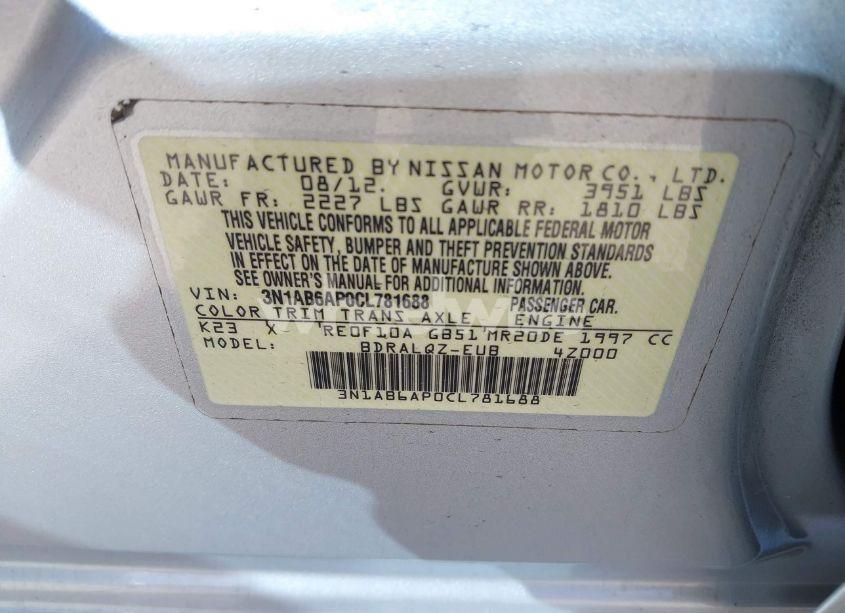 MANUFACTURED BY NISSAN MOTOR CO., LTD.
DATE: 08/12. GVWR: 3951 LBS
GAWR FR: 2227 LBS GAWR RR: 1810 LBS
THIS VEHICLE CONFORMS TO ALL APPLICABLE FEDERAL MOTOR
VEHICLE SAFETY, BUMPER AND THEFT PREVENTION STANDARDS
IN EFFECT ON THE DATE OF MANUFACTURE SHOWN ABOVE.
SEE OWNER'S MANUAL FOR ADDITIONAL INFORMATION.
VIN: 3N1AB6AP0CL781688 PASSENGER CAR.
COLOR TRIM TRANS AXLE ENGINE
K23 X RE0F10A GB51 MR20DE 1997 CC
MODEL: BDRALQZ-EUB 4Z000
3N1AB6AP0CL781688